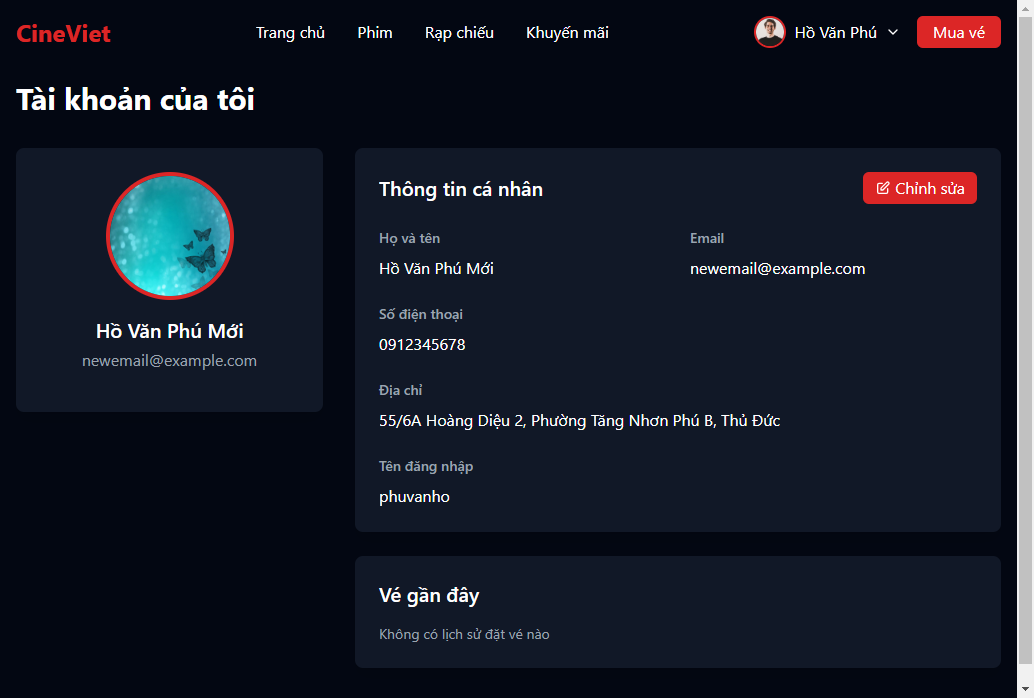 CineViet
Trang chủ
Phim
Rạp chiếu
Khuyến mãi
Hồ Văn Phú
Mua vé
Tài khoản của tôi
Hồ Văn Phú Mới
newemail@example.com
Thông tin cá nhân
Chỉnh sửa
Họ và tên
Hồ Văn Phú Mới
Email
newemail@example.com
Số điện thoại
0912345678
Địa chỉ
55/6A Hoàng Diệu 2, Phường Tăng Nhơn Phú B, Thủ Đức
Tên đăng nhập
phuvanho
Vé gần đây
Không có lịch sử đặt vé nào